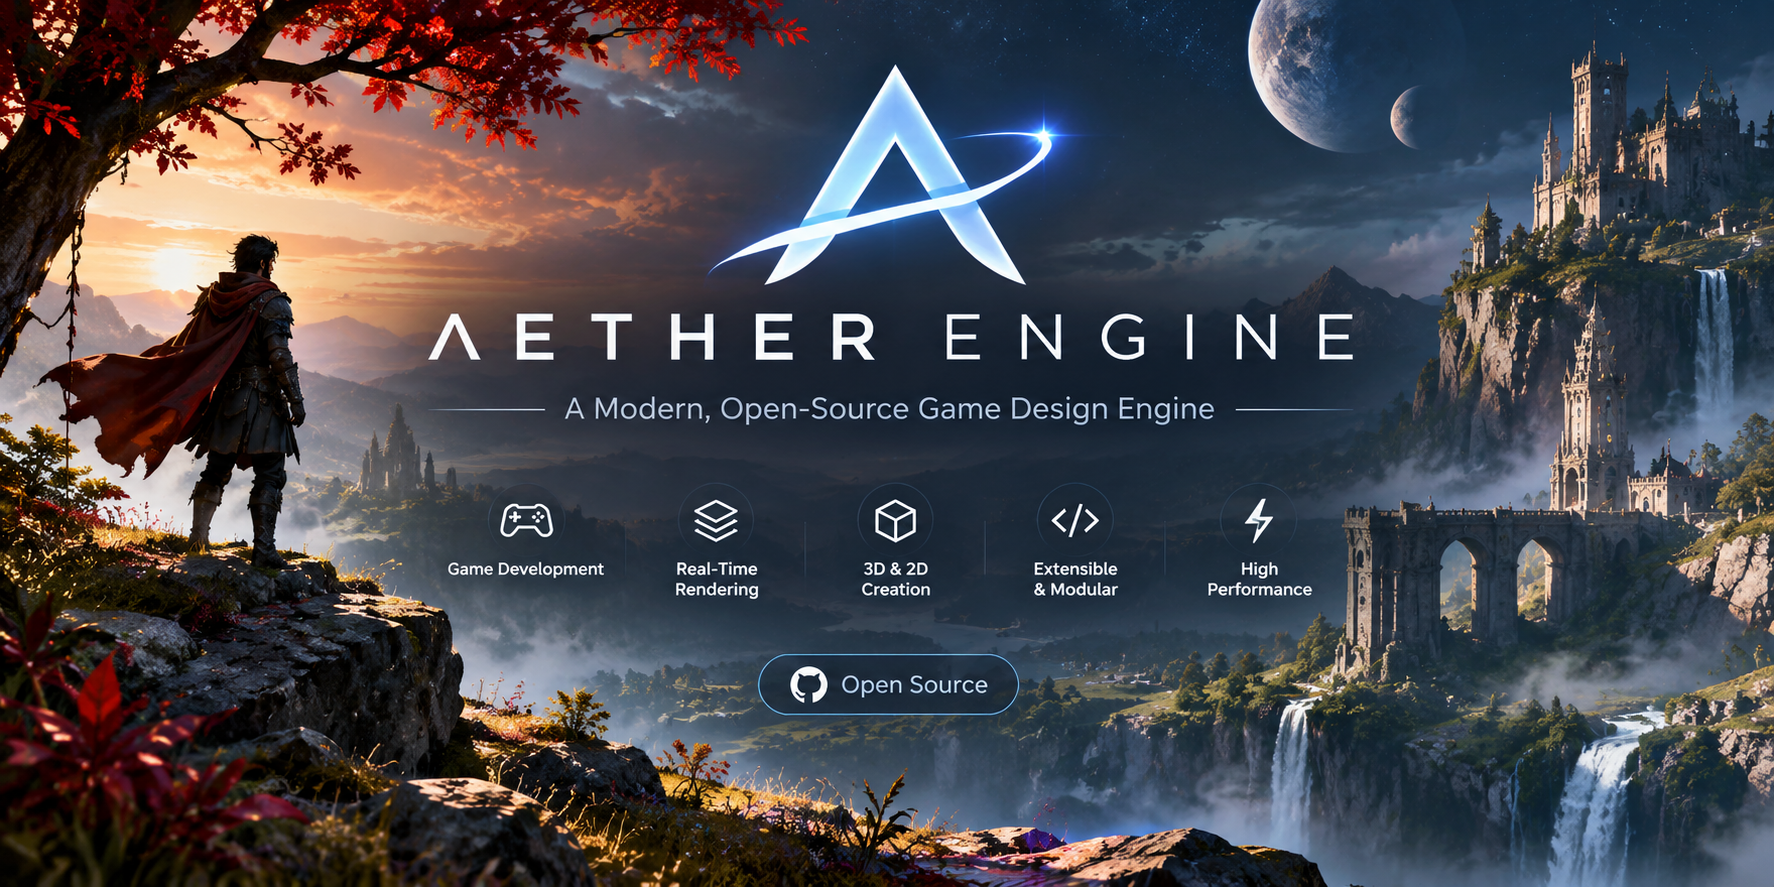 AETHER ENGINE
A Modern, Open-Source Game Design Engine
Game Development
Real-Time
Rendering
3D & 2D
Creation
Extensible
& Modular
High
Performance
Open Source